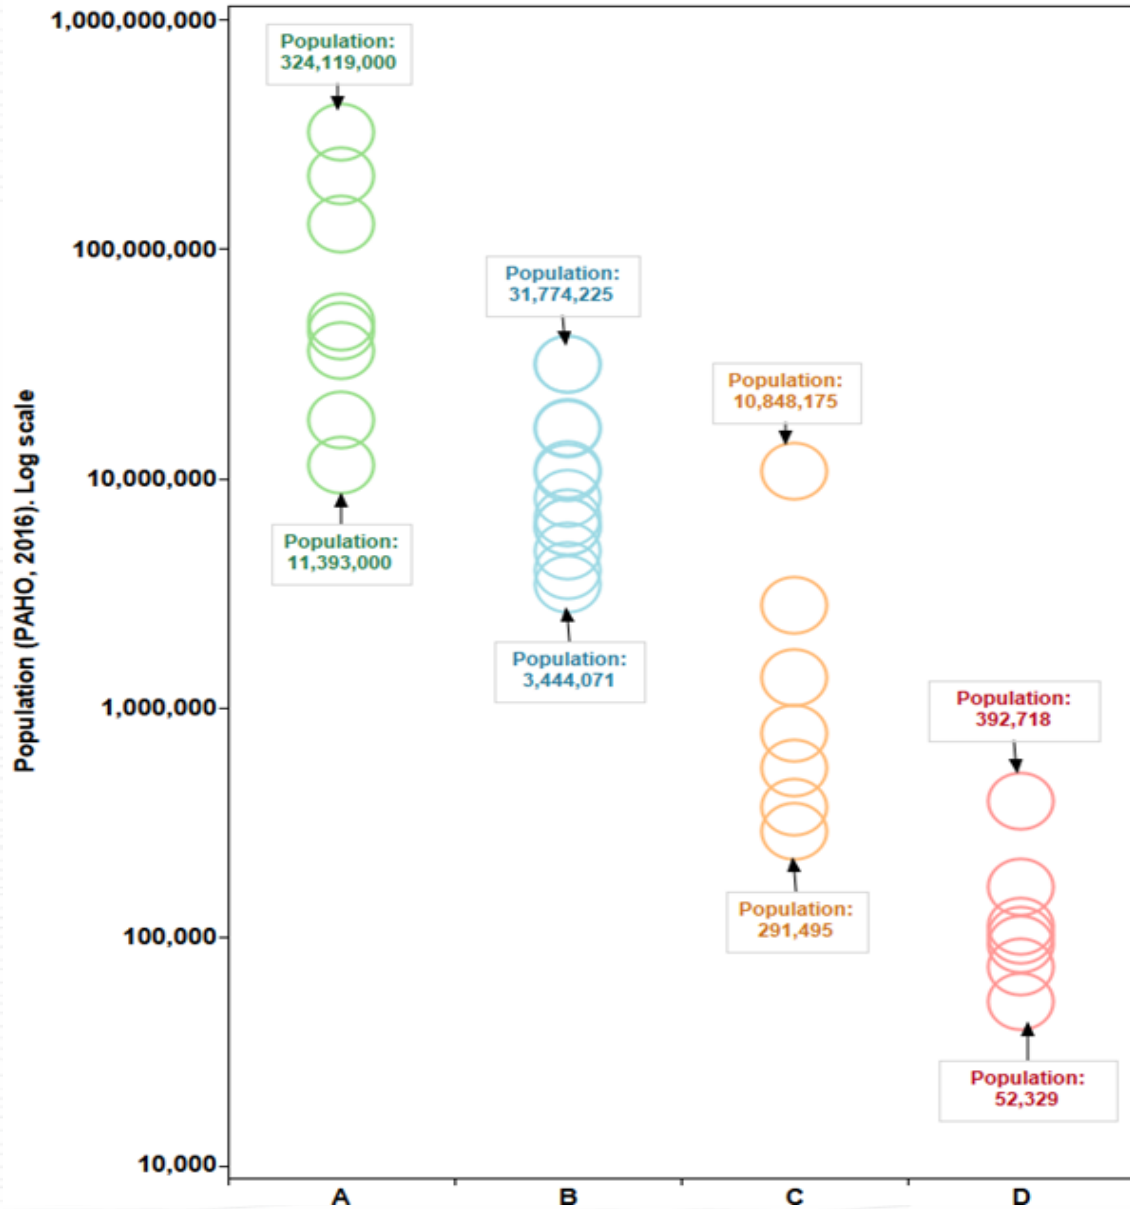 1,000,000,000
Population:
324,119,000
100,000,000
Population:
31,774,225
Population:
10,848,175
10,000,000
Population:
11,393,000
Population (PAHO, 2016). Log scale
Population:
3,444,071
1,000,000
Population:
392,718
Population:
291,495
100,000
Population:
52,329
10,000
A B C D